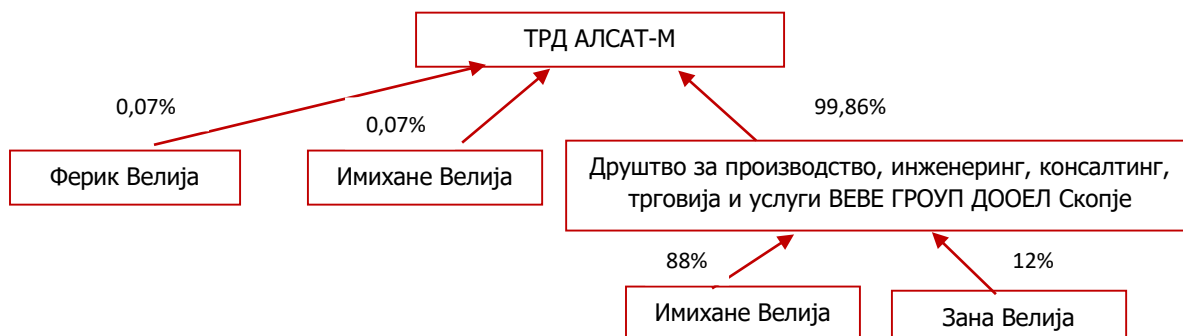 ТРД АЛСАТ-М
0,07%
0,07%
99,86%
Ферик Велија
Имихане Велија
Друштво за производство, инженеринг, консалтинг,
трговија и услуги ВЕВЕ ГРОУП ДООЕЛ Скопје
88%
12%
Имихане Велија
Зана Велија